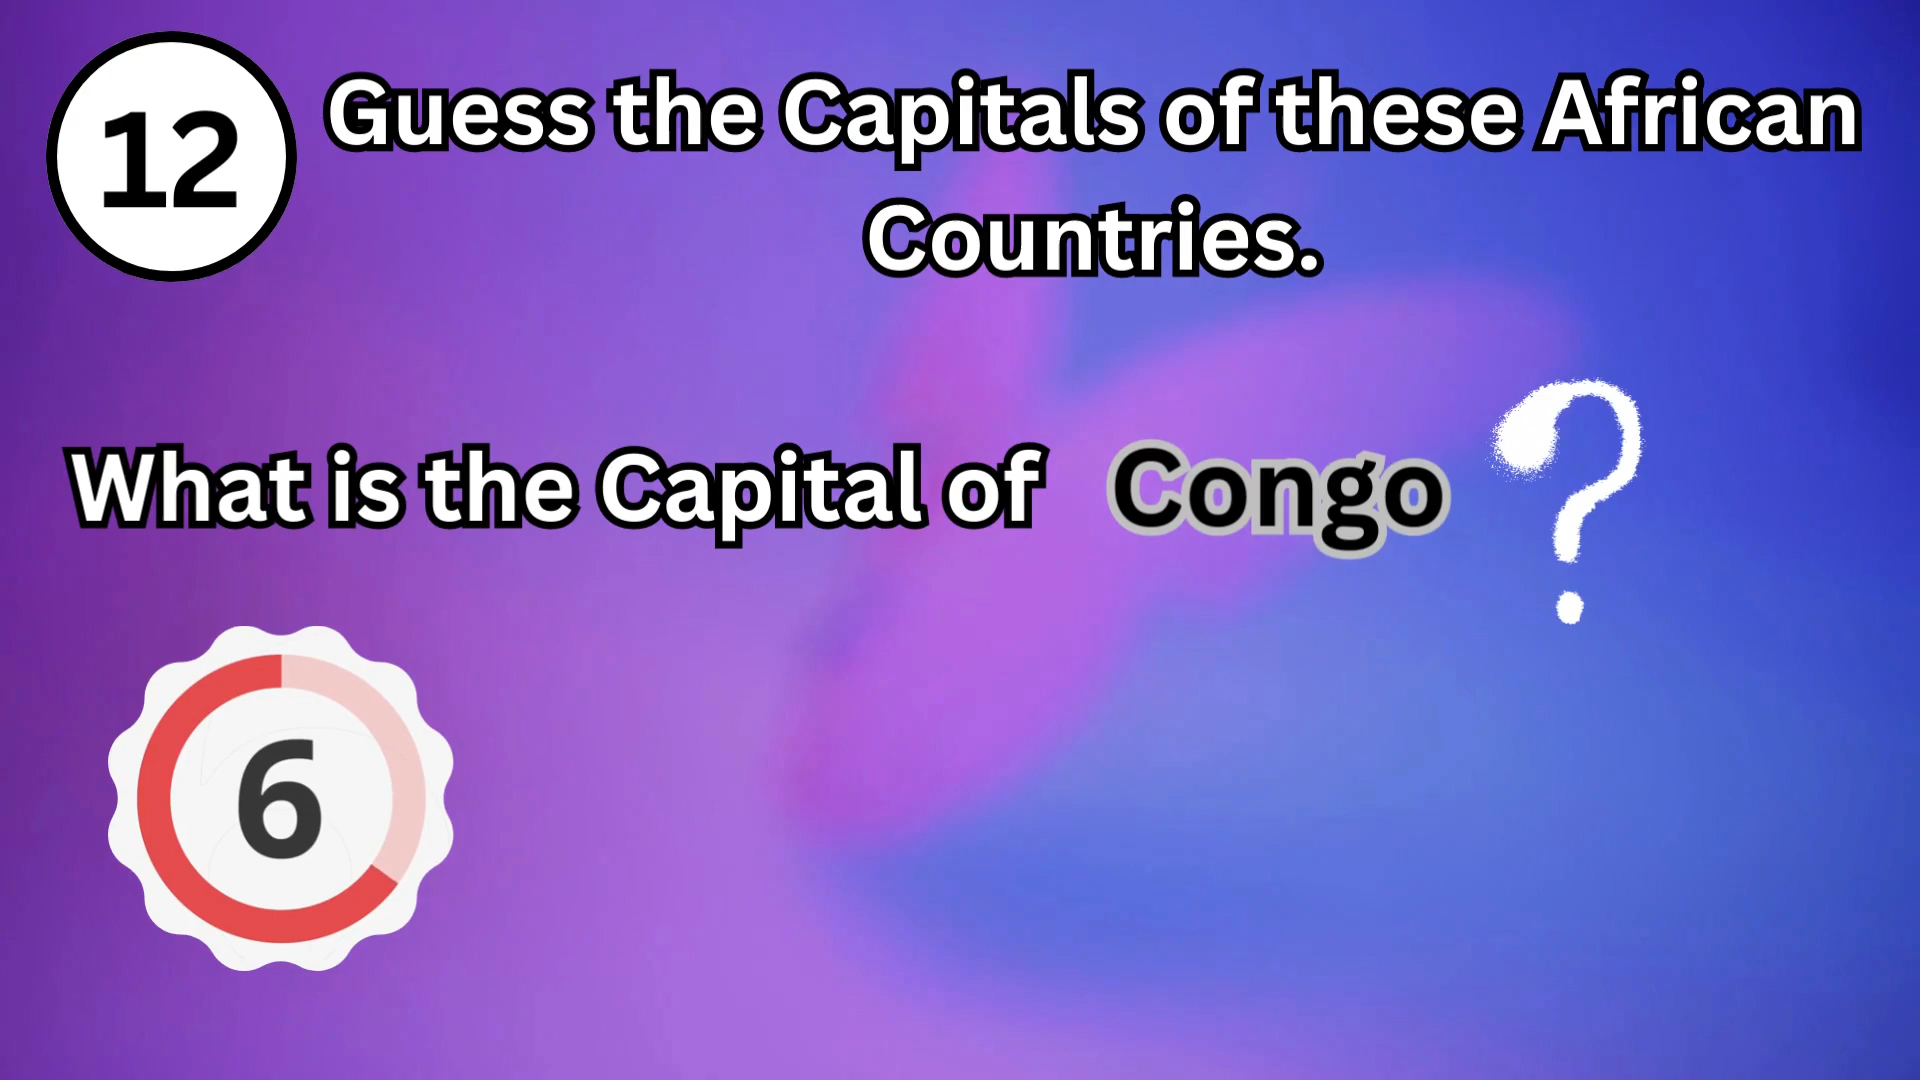 12
Guess the Capitals of these African
Countries.
What is the Capital of Congo ?
6